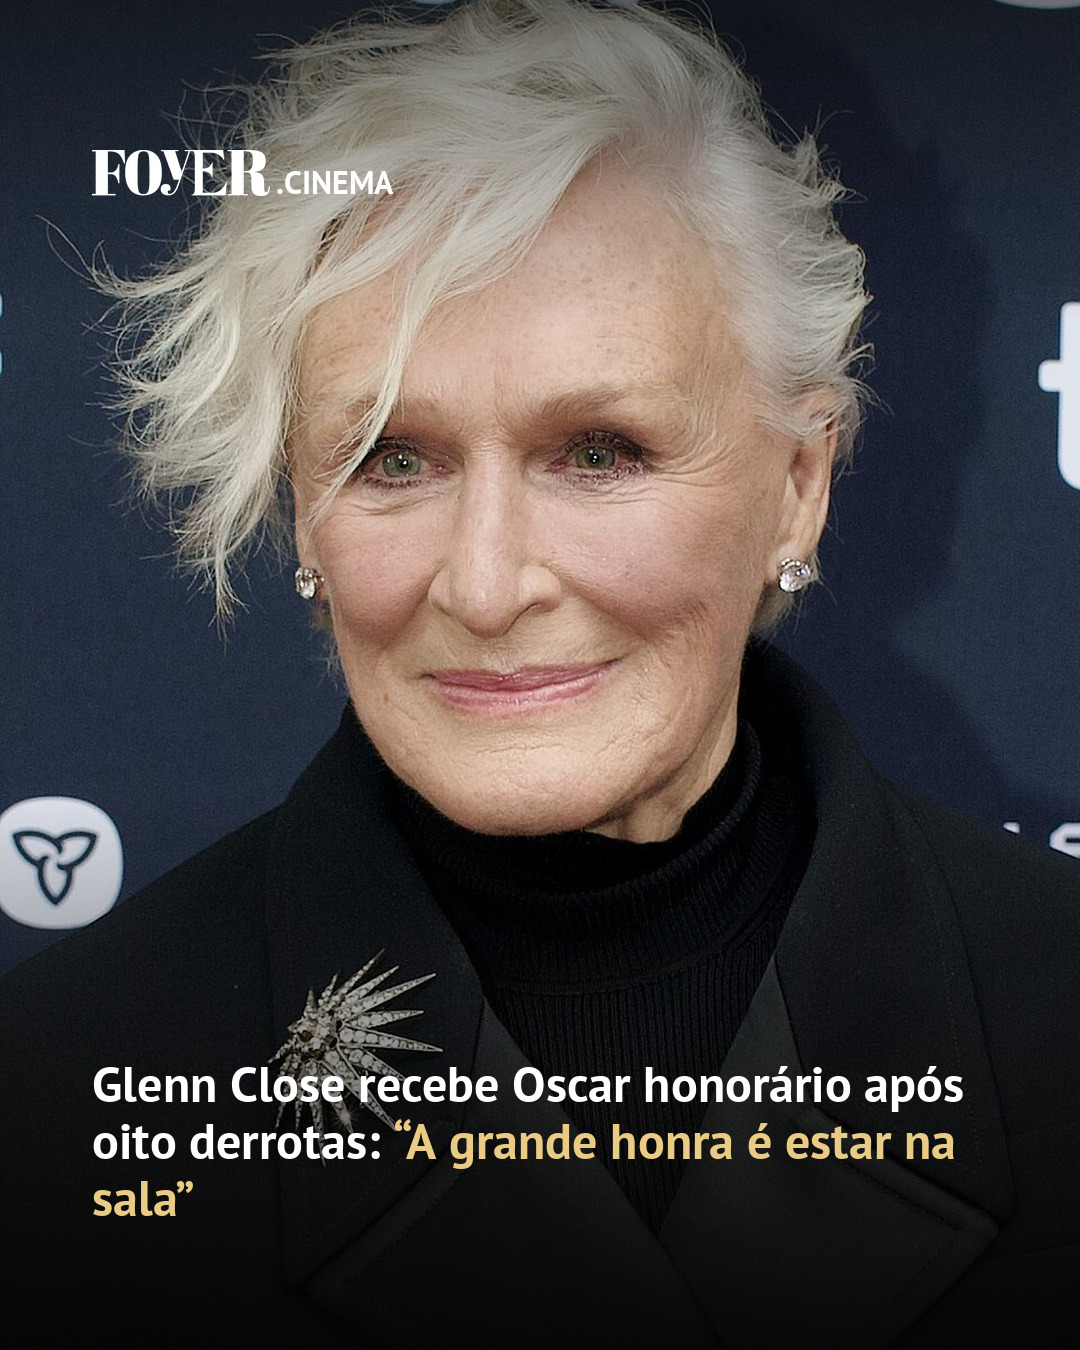 FOYER.CINEMA
Glenn Close recebe Oscar honorário após
oito derrotas: “A grande honra é estar na
sala”